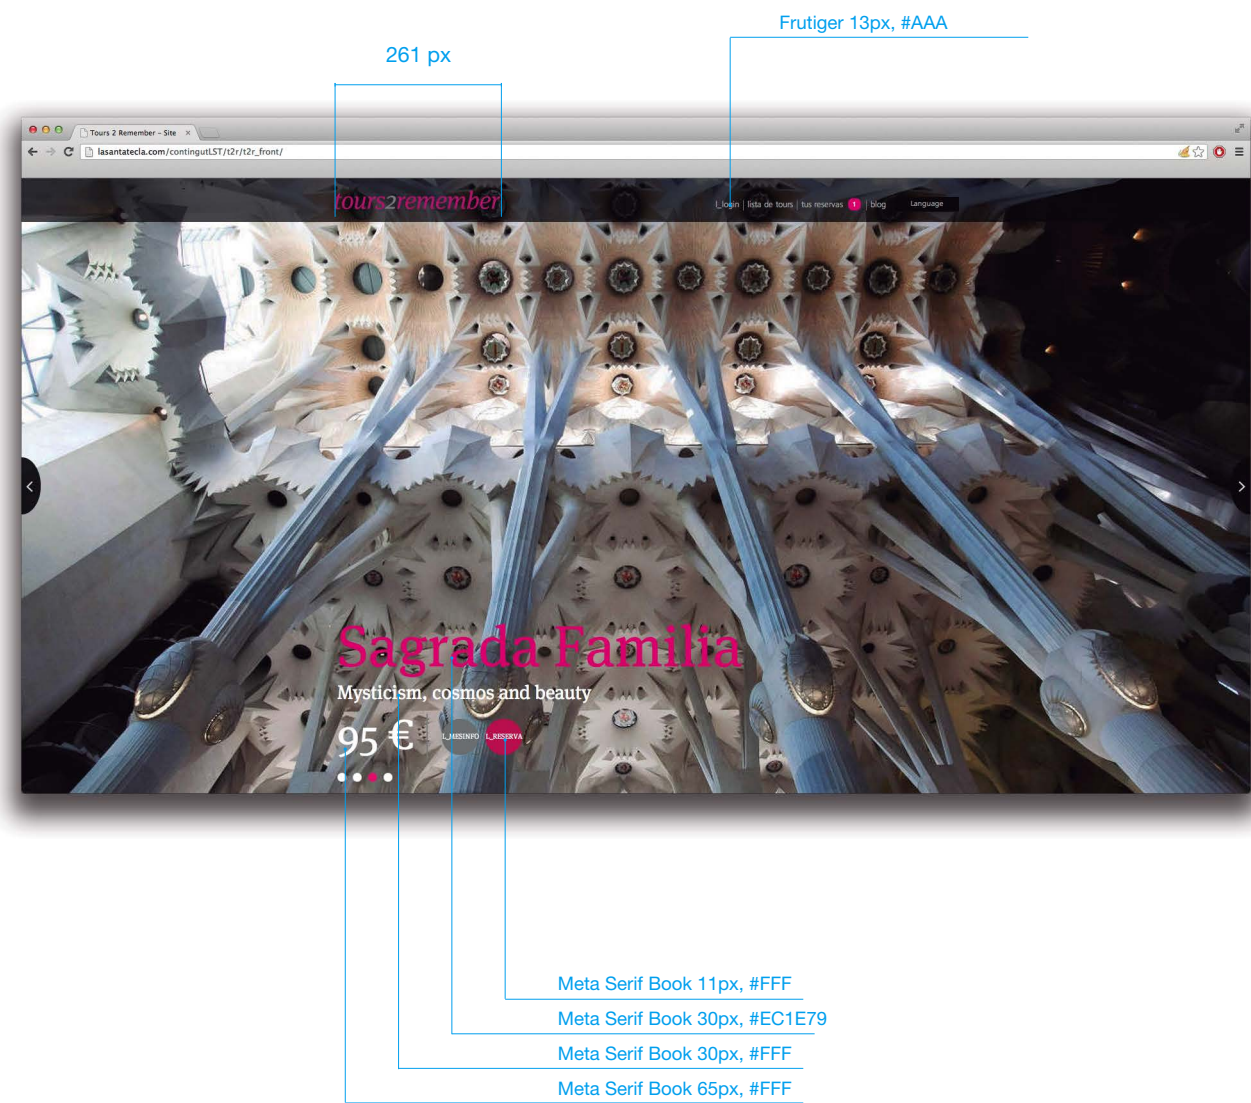 Frutiger 13px, #AAA
261 px
Tours 2 Remember – Site
lasantatecla.com/contingutLST/t2r/t2r_front/
tours2remember
l_login | lista de tours | tus reservas 1 | blog Language
Sagrada Familia
Mysticism, cosmos and beauty
95 €
L_MESINFO
L_RESERVA
Meta Serif Book 11px, #FFF
Meta Serif Book 30px, #EC1E79
Meta Serif Book 30px, #FFF
Meta Serif Book 65px, #FFF